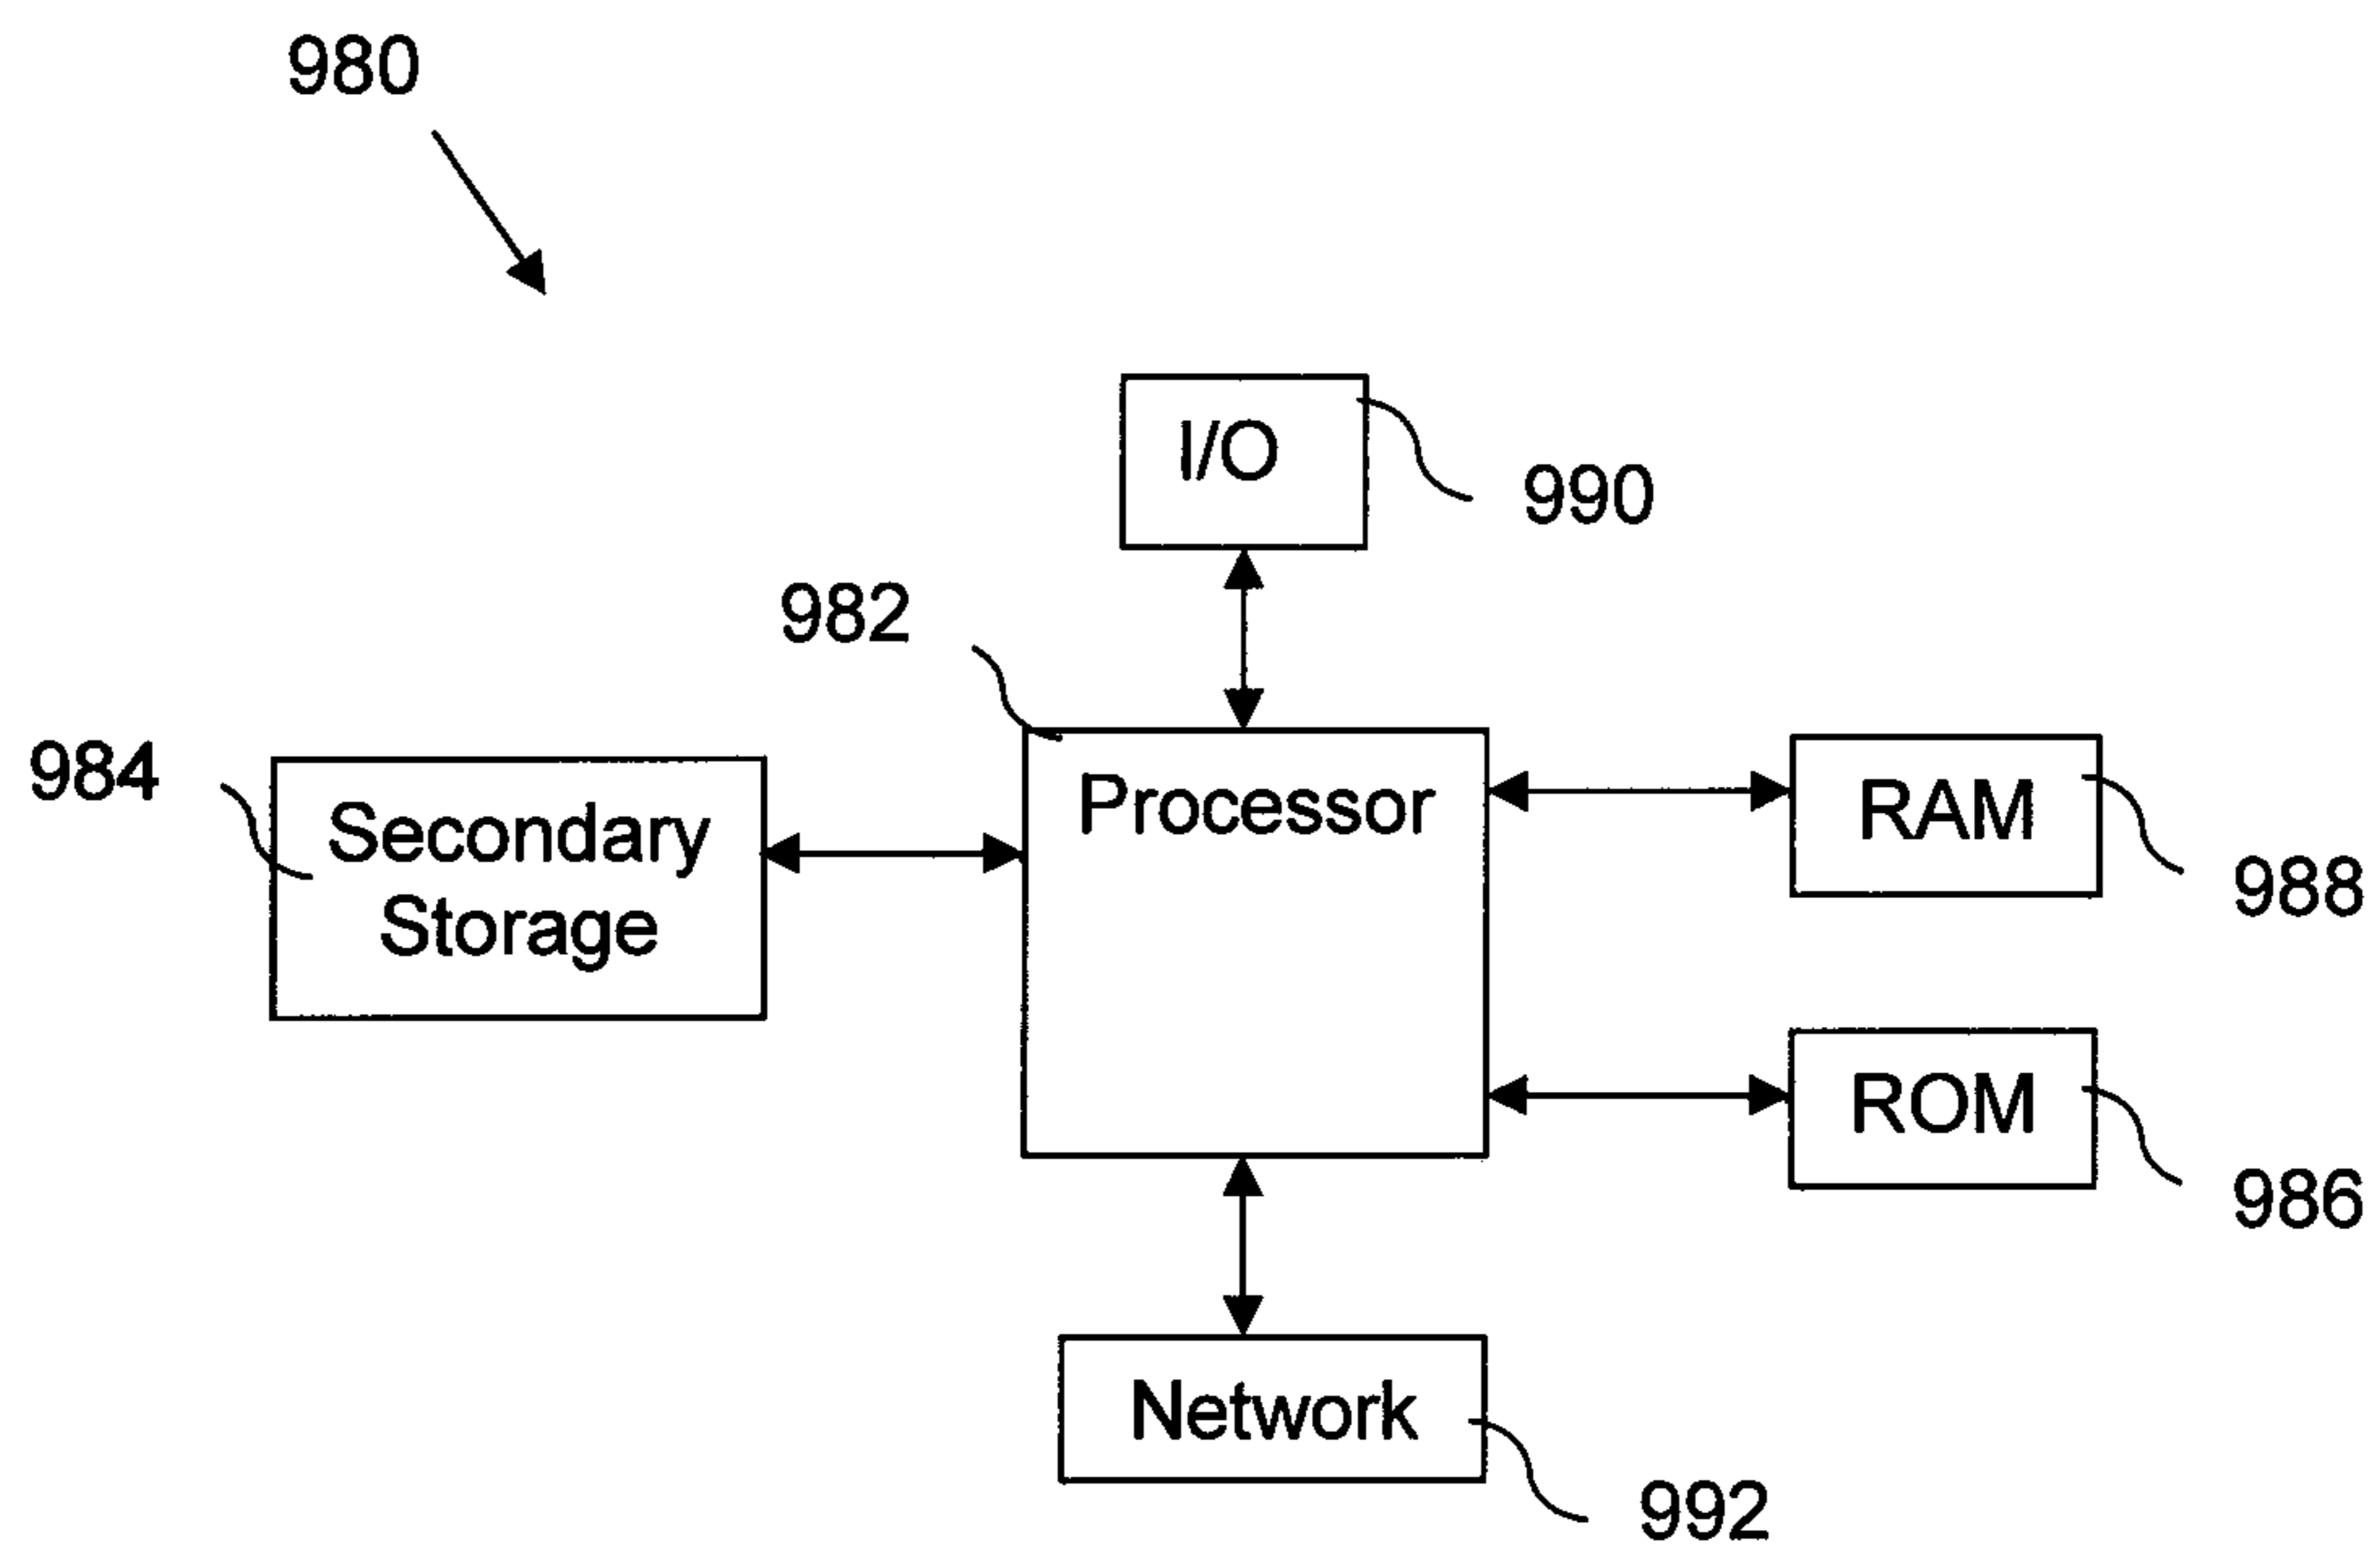 980
I/O
990
982
984
Secondary
Storage
Processor
RAM
988
ROM
986
Network
992